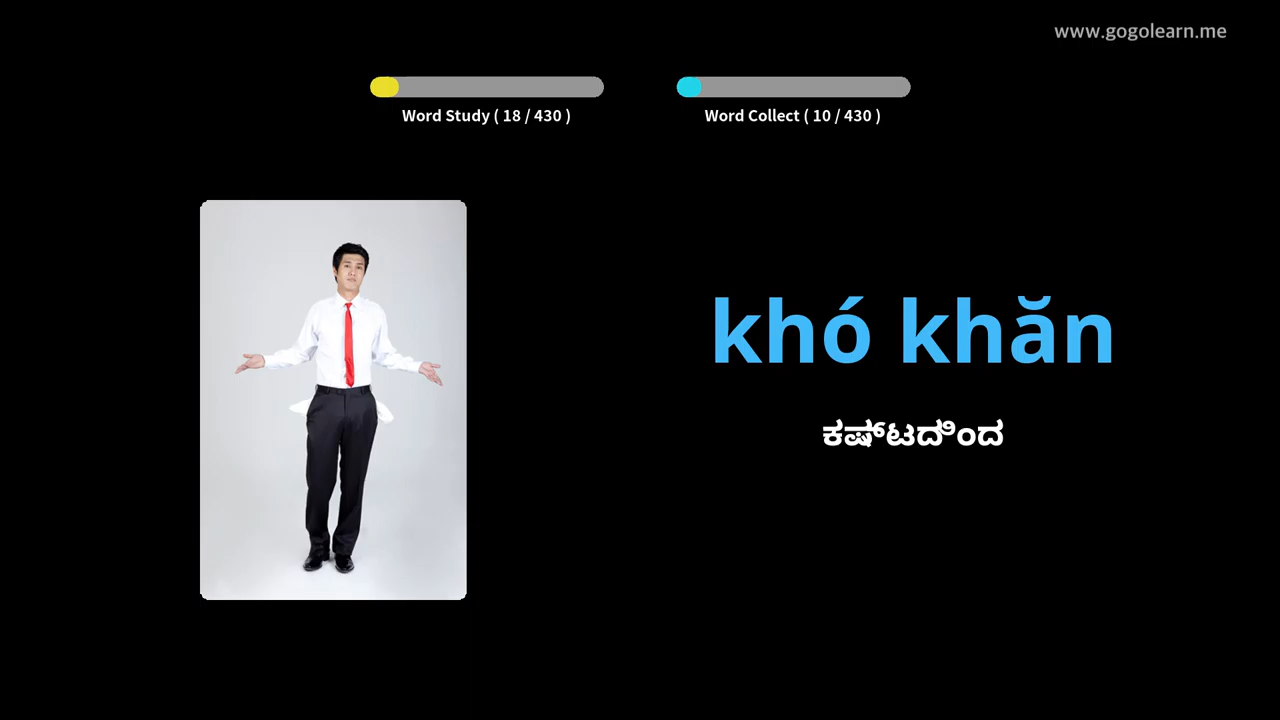 www.gogolearn.me
Word Study ( 18 / 430 )
Word Collect ( 10 / 430 )
khó khăn
ಕಷ್ಟದಿಂದ